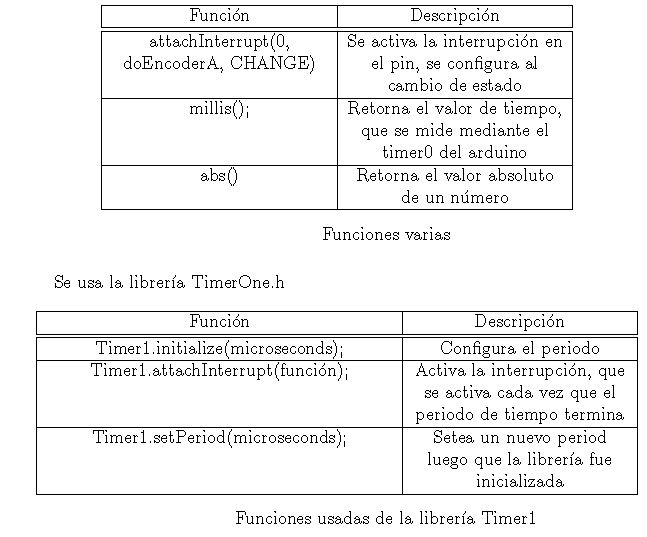 Función Descripción
attachInterrupt(0, Se activa la interrupción en
doEncoderA, CHANGE) el pin, se configura al
cambio de estado
millis(); Retorna el valor de tiempo,
que se mide mediante el
timer0 del arduino
abs() Retorna el valor absoluto
de un número
Funciones varias
Se usa la librería TimerOne.h
Función Descripción
Timer1.initialize(microseconds); Configura el periodo
Timer1.attachInterrupt(función); Activa la interrupción, que
se activa cada vez que el
periodo de tiempo termina
Timer1.setPeriod(microseconds); Setea un nuevo period
luego que la librería fue
inicializada
Funciones usadas de la librería Timer1